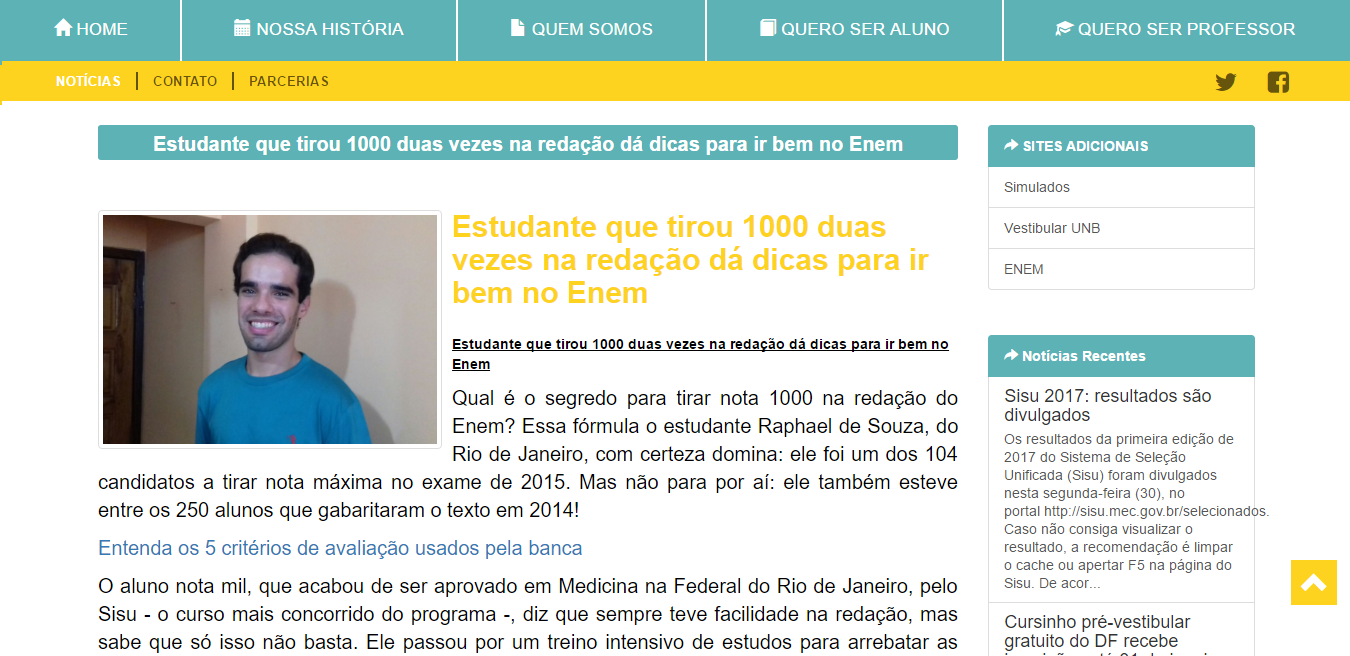 HOME
NOSSA HISTÓRIA
QUEM SOMOS
QUERO SER ALUNO
QUERO SER PROFESSOR
NOTÍCIAS
CONTATO
PARCERIAS
Estudante que tirou 1000 duas vezes na redação dá dicas para ir bem no Enem
Estudante que tirou 1000 duas
vezes na redação dá dicas para ir
bem no Enem
Estudante que tirou 1000 duas vezes na redação dá dicas para ir bem no
Enem
Qual é o segredo para tirar nota 1000 na redação do
Enem? Essa fórmula o estudante Raphael de Souza, do
Rio de Janeiro, com certeza domina: ele foi um dos 104
candidatos a tirar nota máxima no exame de 2015. Mas não para por aí: ele também esteve
entre os 250 alunos que gabaritaram o texto em 2014!
Entenda os 5 critérios de avaliação usados pela banca
O aluno nota mil, que acabou de ser aprovado em Medicina na Federal do Rio de Janeiro, pelo
Sisu - o curso mais concorrido do programa -, diz que sempre teve facilidade na redação, mas
sabe que só isso não basta. Ele passou por um treino intensivo de estudos para arrebatar as
SITES ADICIONAIS
Simulados
Vestibular UNB
ENEM
Notícias Recentes
Sisu 2017: resultados são
divulgados
Os resultados da primeira edição de
2017 do Sistema de Seleção
Unificada (Sisu) foram divulgados
nesta segunda-feira (30), no
portal http://sisu.mec.gov.br/selecionados.
Caso não consiga visualizar o
resultado, a recomendação é limpar
o cache ou apertar F5 na página do
Sisu. De acor...
Cursinho pré-vestibular
gratuito do DF recebe